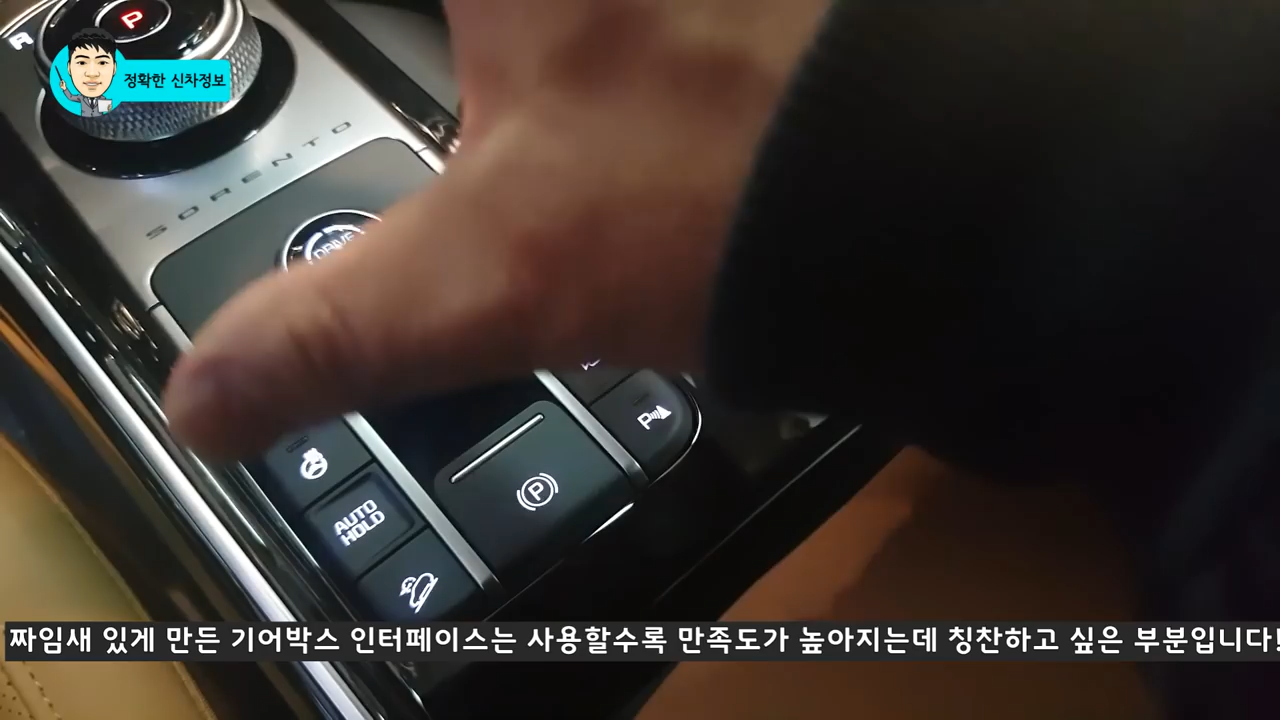 R
P
정확한 신차정보
SORENTO
DRIVE
AUTO
HOLD
P
P
짜임새 있게 만든 기어박스 인터페이스는 사용할수록 만족도가 높아지는데 칭찬하고 싶은 부분입니다!